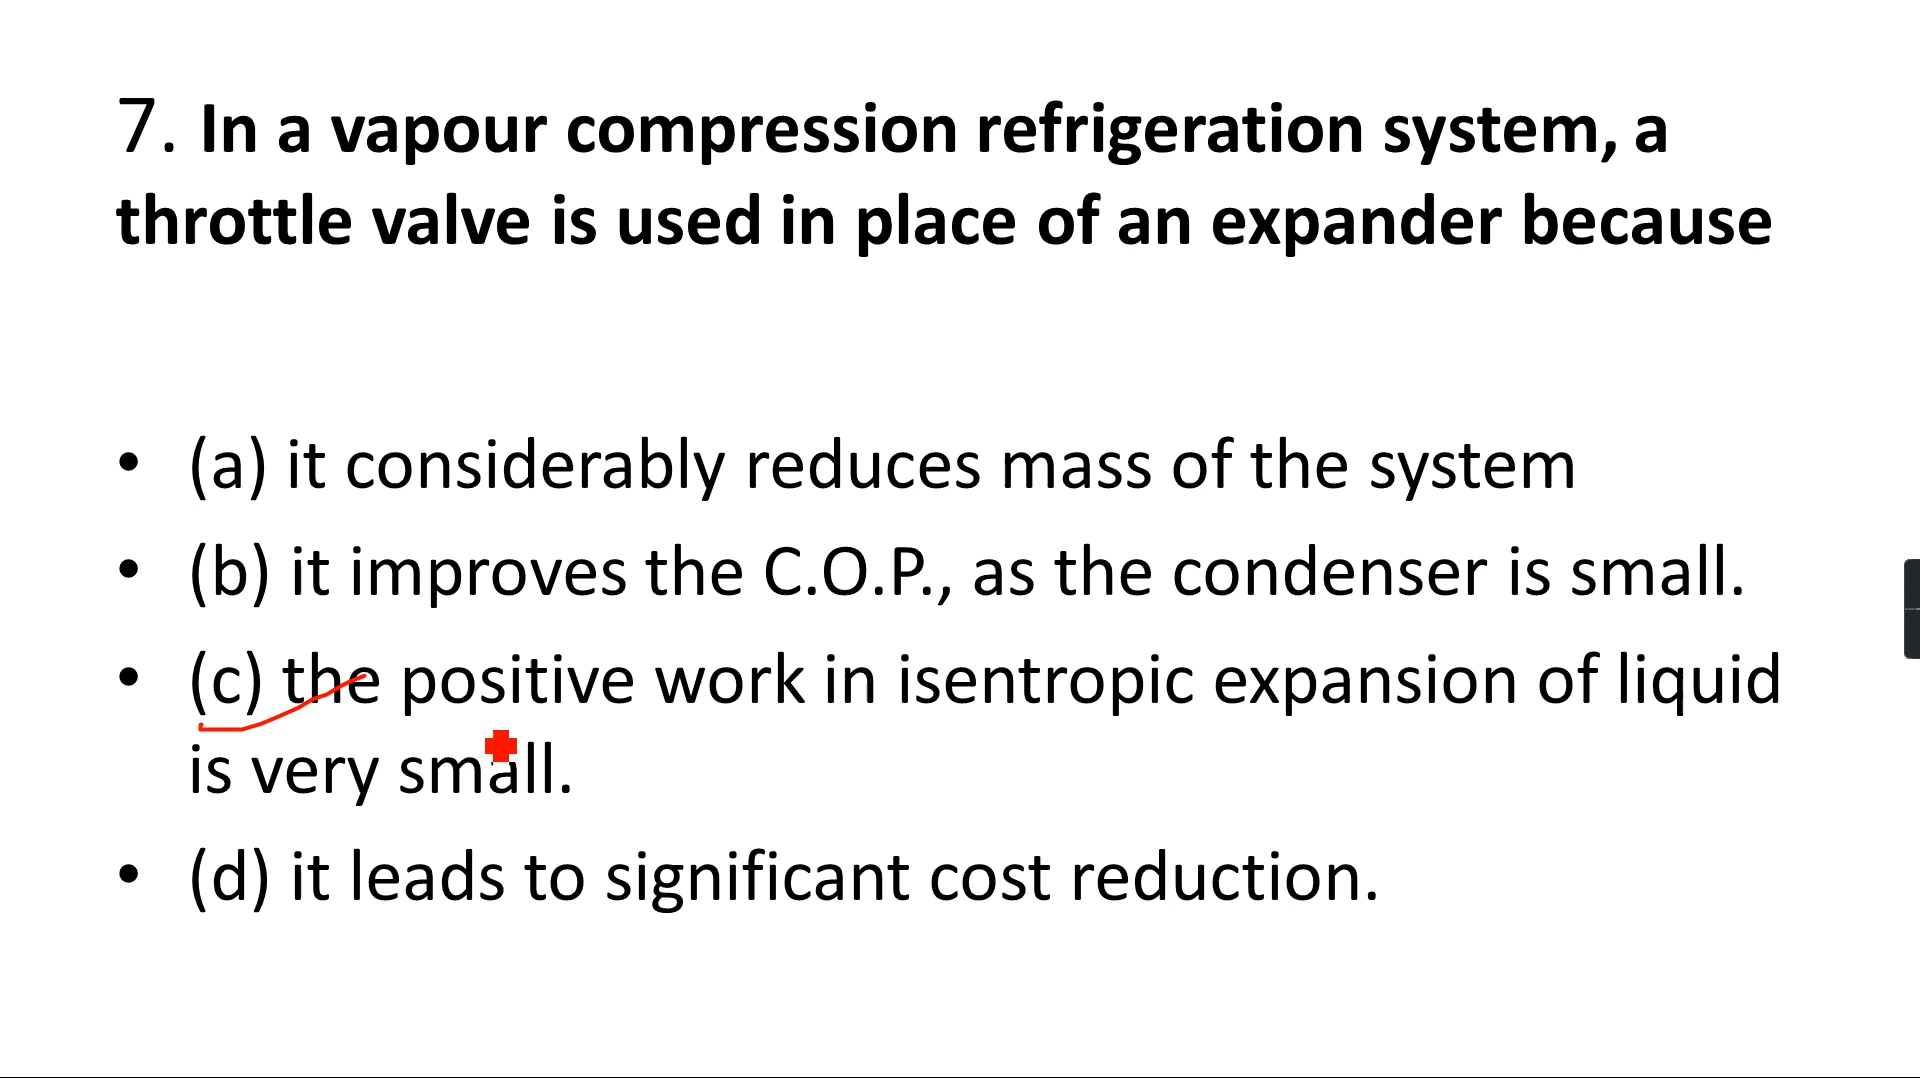 7. In a vapour compression refrigeration system, a
throttle valve is used in place of an expander because
• (a) it considerably reduces mass of the system
• (b) it improves the C.O.P., as the condenser is small.
• (c) the positive work in isentropic expansion of liquid
is very small.
• (d) it leads to significant cost reduction.